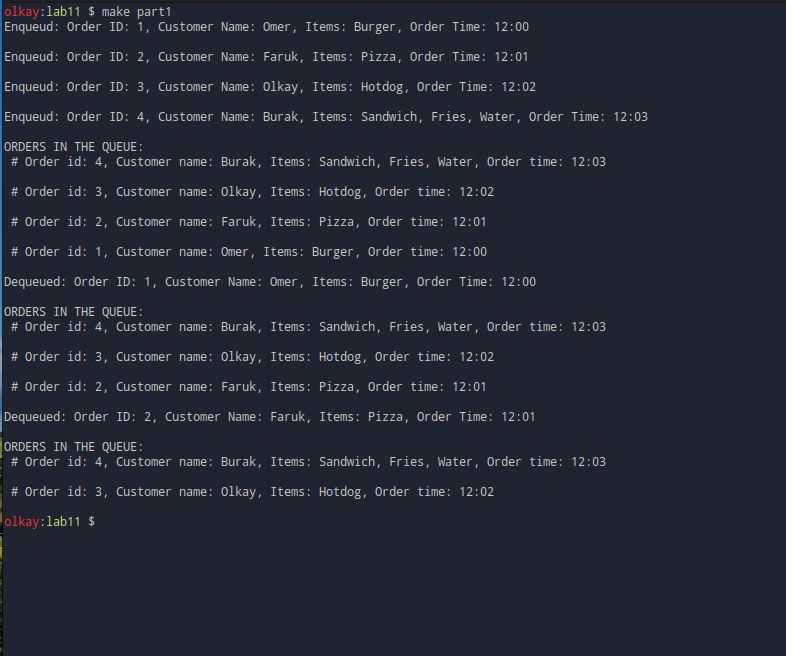 olkay:lab11 $ make part1
Enqueud: Order ID: 1, Customer Name: Omer, Items: Burger, Order Time: 12:00
Enqueud: Order ID: 2, Customer Name: Faruk, Items: Pizza, Order Time: 12:01
Enqueud: Order ID: 3, Customer Name: Olkay, Items: Hotdog, Order Time: 12:02
Enqueud: Order ID: 4, Customer Name: Burak, Items: Sandwich, Fries, Water, Order Time: 12:03
ORDERS IN THE QUEUE:
# Order id: 4, Customer name: Burak, Items: Sandwich, Fries, Water, Order time: 12:03
# Order id: 3, Customer name: Olkay, Items: Hotdog, Order time: 12:02
# Order id: 2, Customer name: Faruk, Items: Pizza, Order time: 12:01
# Order id: 1, Customer name: Omer, Items: Burger, Order time: 12:00
Dequeued: Order ID: 1, Customer Name: Omer, Items: Burger, Order Time: 12:00
ORDERS IN THE QUEUE:
# Order id: 4, Customer name: Burak, Items: Sandwich, Fries, Water, Order time: 12:03
# Order id: 3, Customer name: Olkay, Items: Hotdog, Order time: 12:02
# Order id: 2, Customer name: Faruk, Items: Pizza, Order time: 12:01
Dequeued: Order ID: 2, Customer Name: Faruk, Items: Pizza, Order Time: 12:01
ORDERS IN THE QUEUE:
# Order id: 4, Customer name: Burak, Items: Sandwich, Fries, Water, Order time: 12:03
# Order id: 3, Customer name: Olkay, Items: Hotdog, Order time: 12:02
olkay:lab11 $